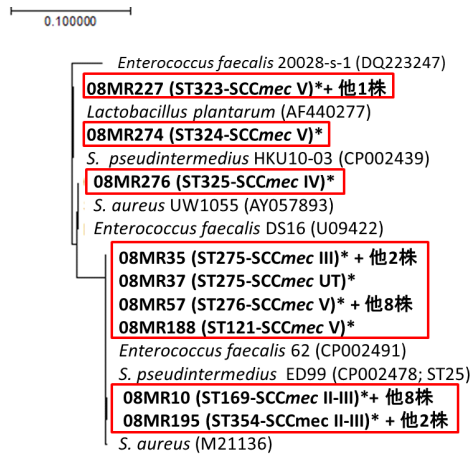 0.100000
Enterococcus faecalis 20028-s-1 (DQ223247)
08MR227 (ST323-SCCmec V)*+ 他1株
Lactobacillus plantarum (AF440277)
08MR274 (ST324-SCCmec V)*
S. pseudintermedius HKU10-03 (CP002439)
08MR276 (ST325-SCCmec IV)*
S. aureus UW1055 (AY057893)
Enterococcus faecalis DS16 (U09422)
08MR35 (ST275-SCCmec III)* + 他2株
08MR37 (ST275-SCCmec UT)*
08MR57 (ST276-SCCmec V)* + 他8株
08MR188 (ST121-SCCmec V)*
Enterococcus faecalis 62 (CP002491)
S. pseudintermedius ED99 (CP002478; ST25)
08MR10 (ST169-SCCmec II-III)*+ 他8株
08MR195 (ST354-SCCmec II-III)* + 他2株
S. aureus (M21136)